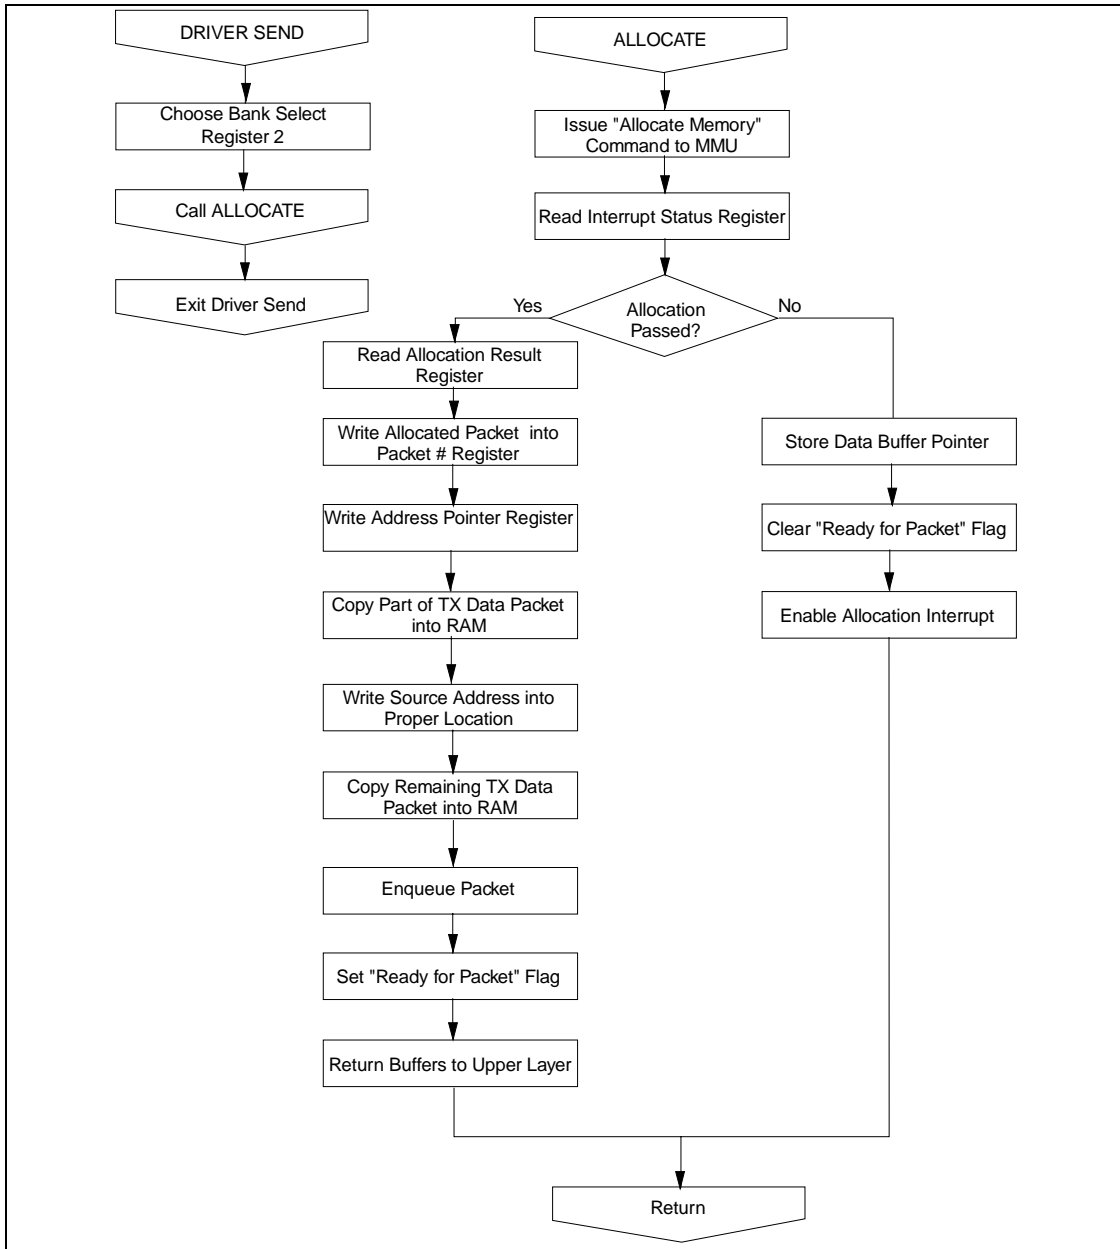 DRIVER SEND
Choose Bank Select
Register 2
Call ALLOCATE
Exit Driver Send
ALLOCATE
Issue "Allocate Memory"
Command to MMU
Read Interrupt Status Register
Allocation
Passed?
Yes
No
Read Allocation Result
Register
Write Allocated Packet into
Packet # Register
Write Address Pointer Register
Copy Part of TX Data Packet
into RAM
Write Source Address into
Proper Location
Copy Remaining TX Data
Packet into RAM
Enqueue Packet
Set "Ready for Packet" Flag
Return Buffers to Upper Layer
Store Data Buffer Pointer
Clear "Ready for Packet" Flag
Enable Allocation Interrupt
Return